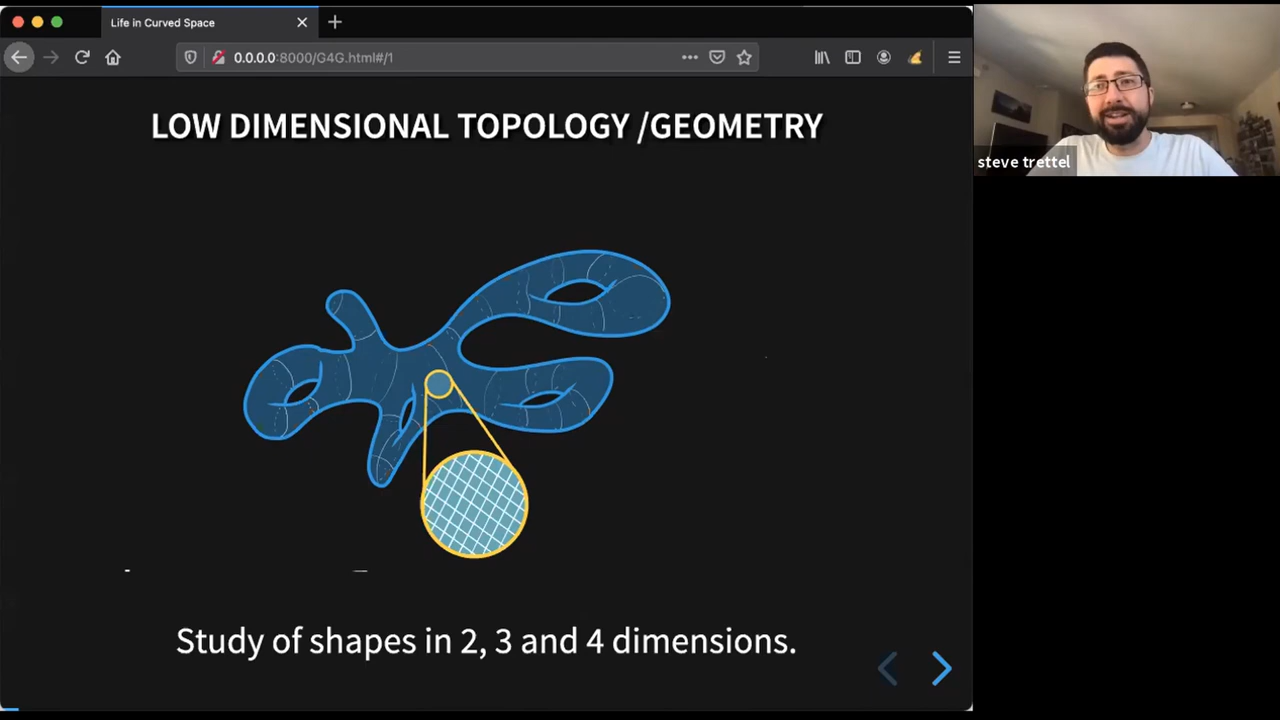 Life in Curved Space
0.0.0.0:8000/G4G.html#/1
LOW DIMENSIONAL TOPOLOGY /GEOMETRY
steve trettel
Study of shapes in 2, 3 and 4 dimensions.